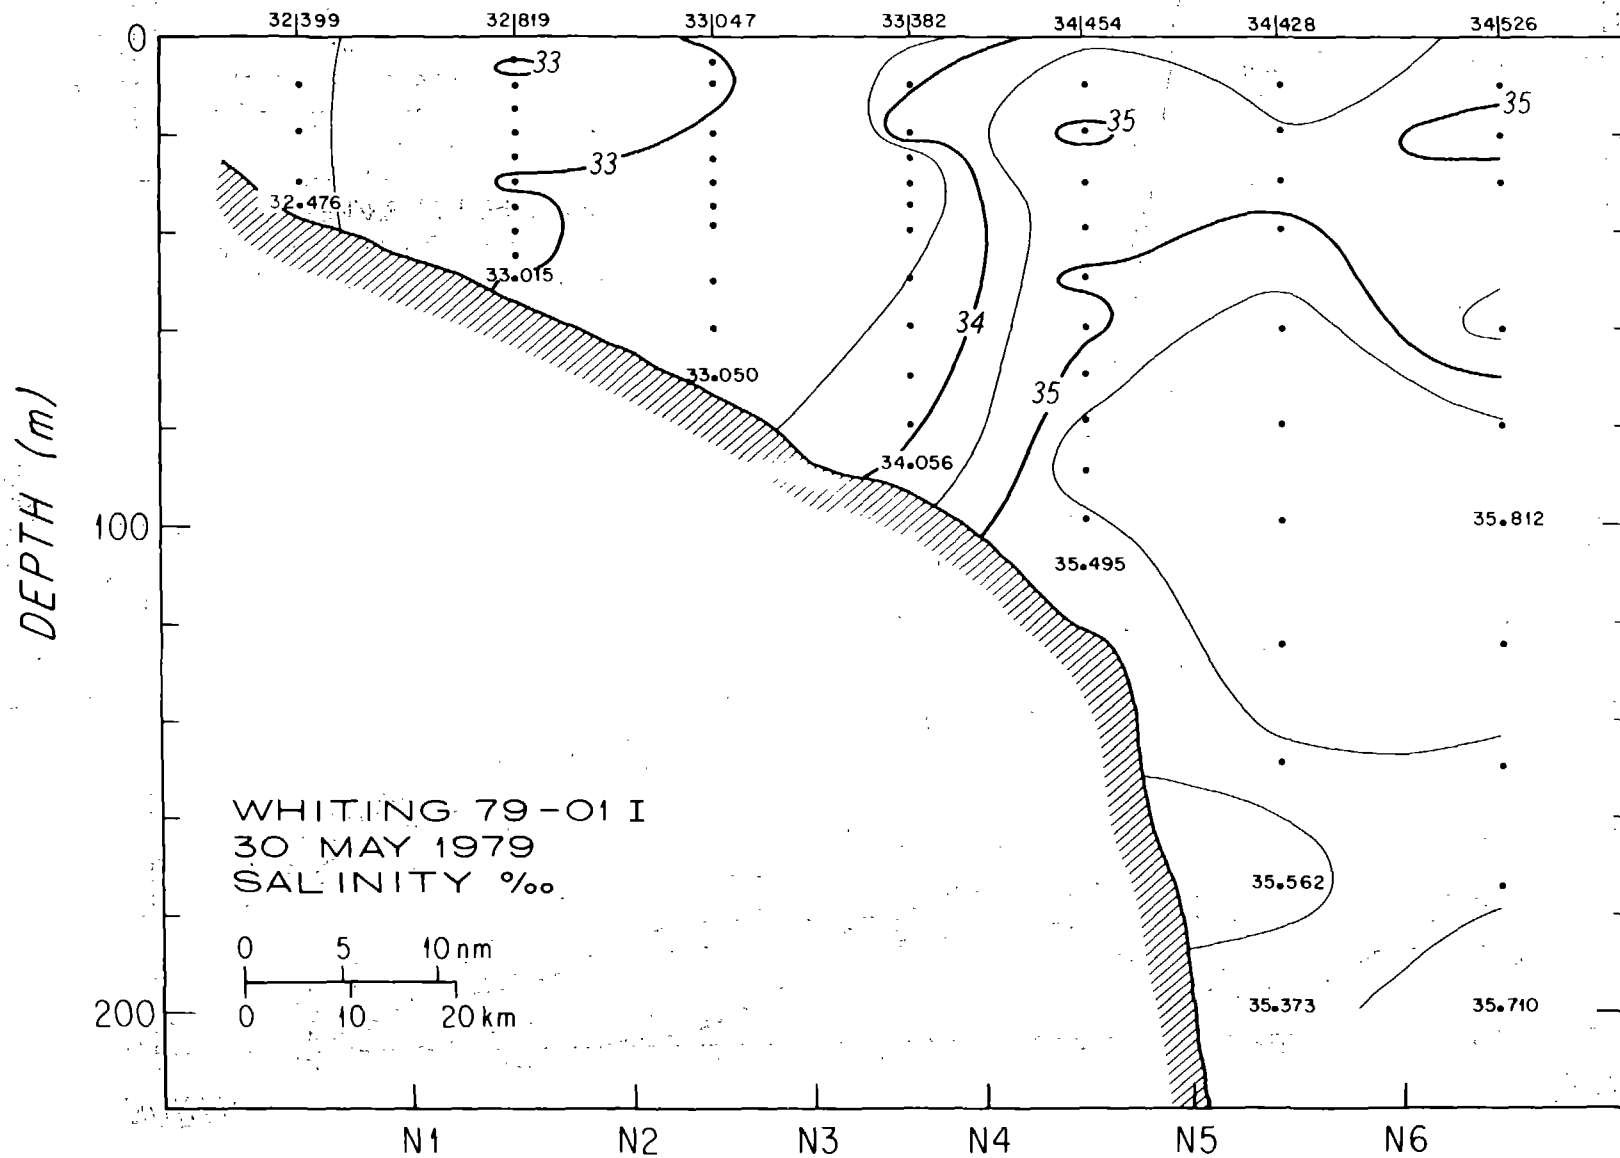 32.399 32.819 33.047 33.382 34.454 34.428 34.526
0
33
35
35
33
32.476
33.015
34
33.050
35
34.056
DEPTH (m)
100
35.812
35.495
WHITING 79-01 I
30 MAY 1979
SALINITY ‰
35.562
0 5 10 nm
0 10 20 km
200
35.373 35.710
N1 N2 N3 N4 N5 N6